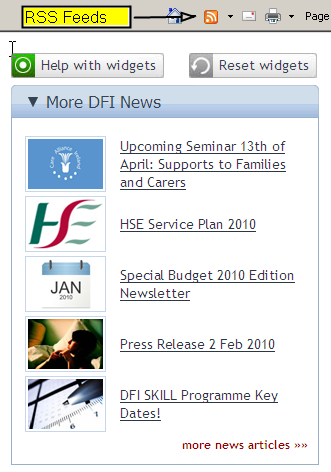 RSS Feeds
Page
Help with widgets
Reset widgets
More DFI News
Upcoming Seminar 13th of
April: Supports to Families
and Carers
HSE
HSE Service Plan 2010
JAN
2010
Special Budget 2010 Edition
Newsletter
Press Release 2 Feb 2010
DFI SKILL Programme Key
Dates!
more news articles »»